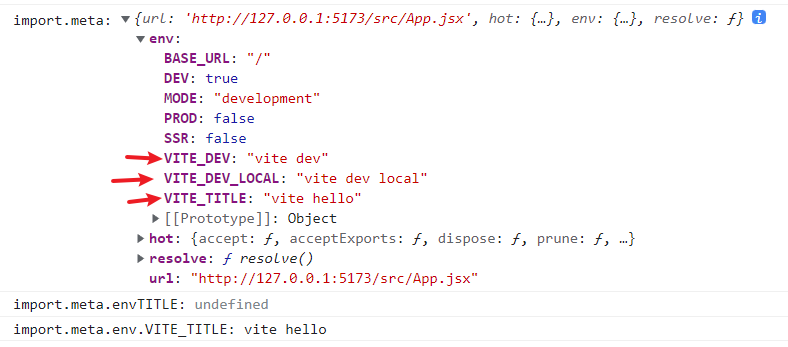 import.meta: ▼{url: 'http://127.0.0.1:5173/src/App.jsx', hot: {…}, env: {…}, resolve: ƒ} i
▼env:
BASE_URL: "/"
DEV: true
MODE: "development"
PROD: false
SSR: false
VITE_DEV: "vite dev"
VITE_DEV_LOCAL: "vite dev local"
VITE_TITLE: "vite hello"
▶[[Prototype]]: Object
▶hot: {accept: ƒ, acceptExports: ƒ, dispose: ƒ, prune: ƒ, …}
▶resolve: ƒ resolve()
url: "http://127.0.0.1:5173/src/App.jsx"
import.meta.envTITLE: undefined
import.meta.env.VITE_TITLE: vite hello